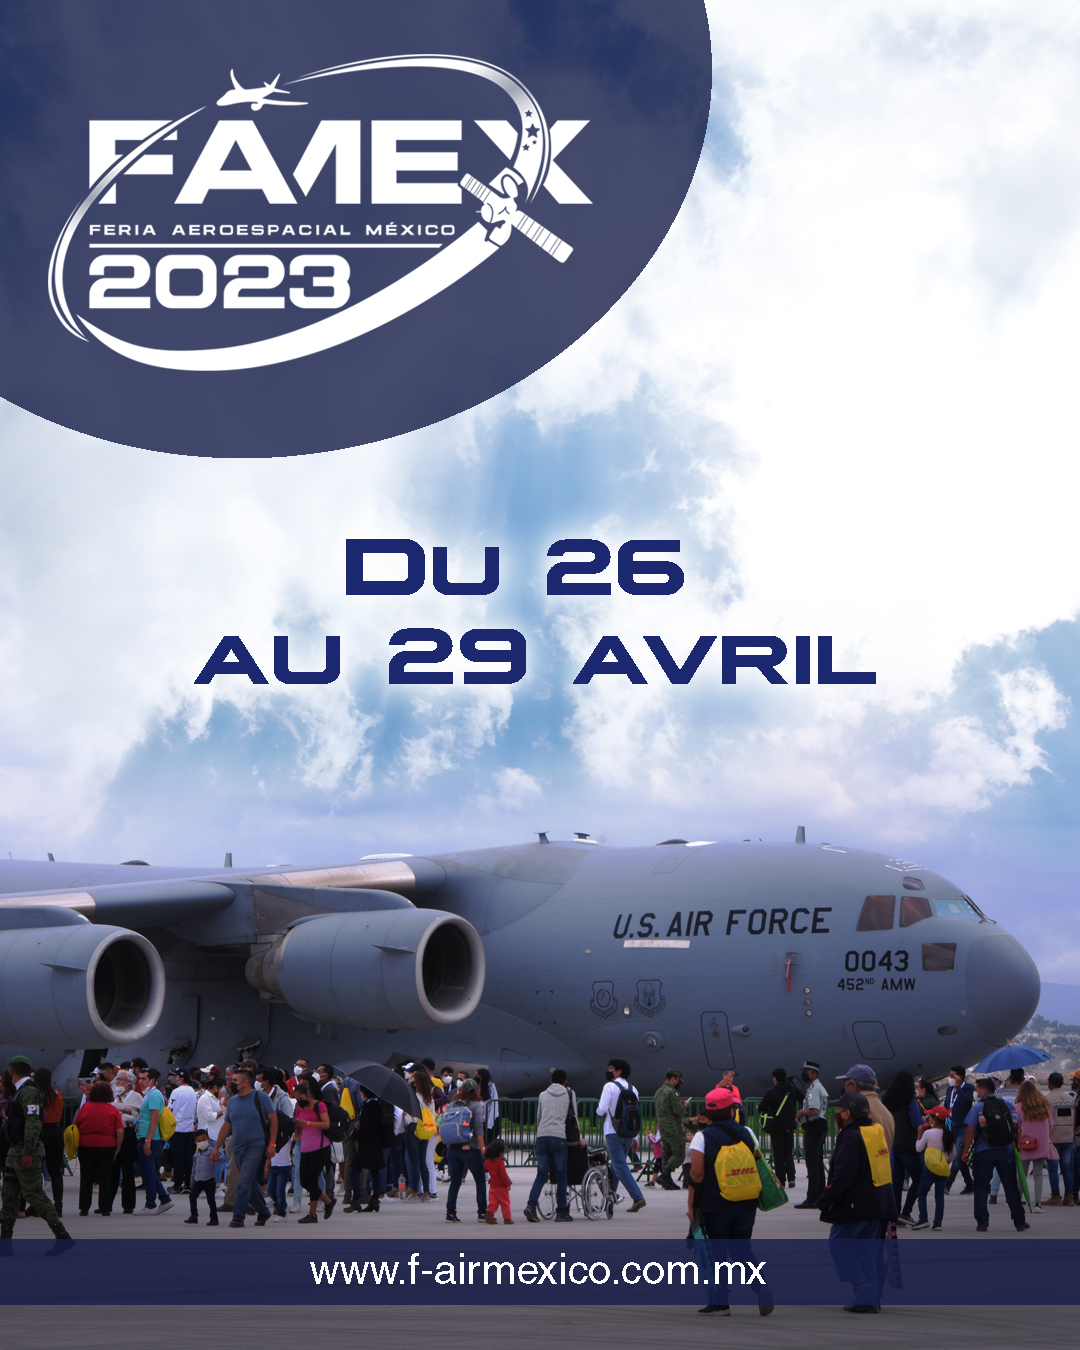 FAMEX
FERIA AEROESPACIAL MÉXICO
2023
DU 26
AU 29 AVRIL
U.S. AIR FORCE
0043
452ND AMW
DHL
www.f-airmexico.com.mx